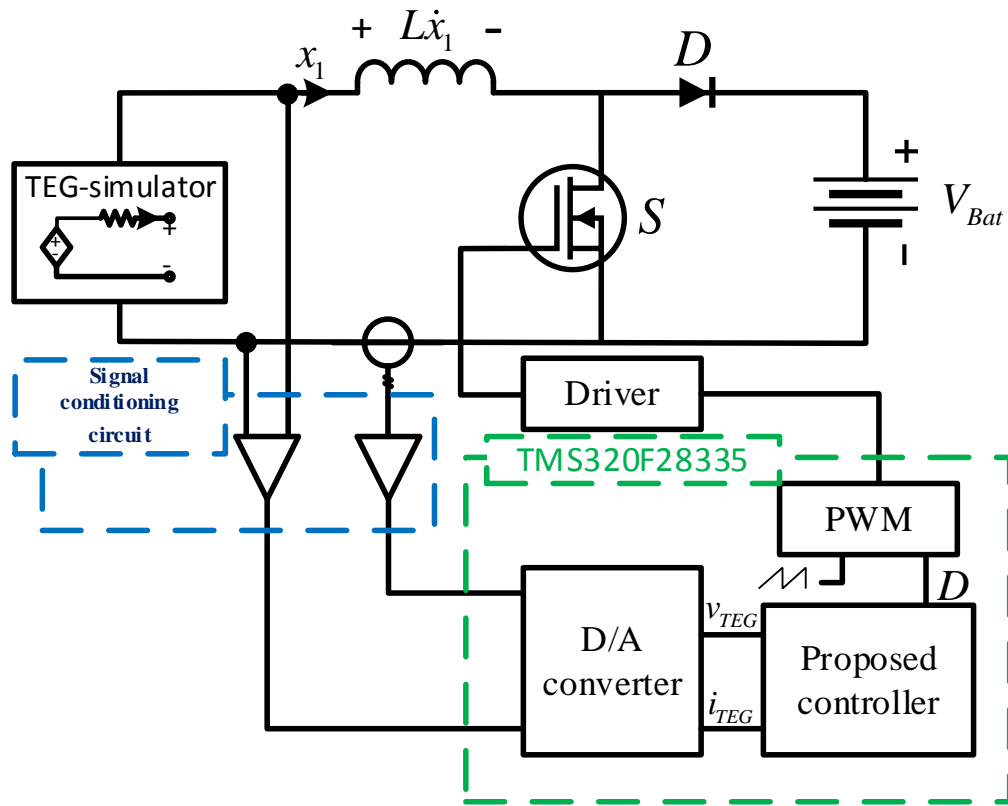 + Lẋ₁ -
x₁
D
TEG-simulator
+
-
+
-
S
+
V_Bat
-
Signal
conditioning
circuit
Driver
TMS320F28335
PWM
D
D/A
converter
v_TEG
i_TEG
Proposed
controller